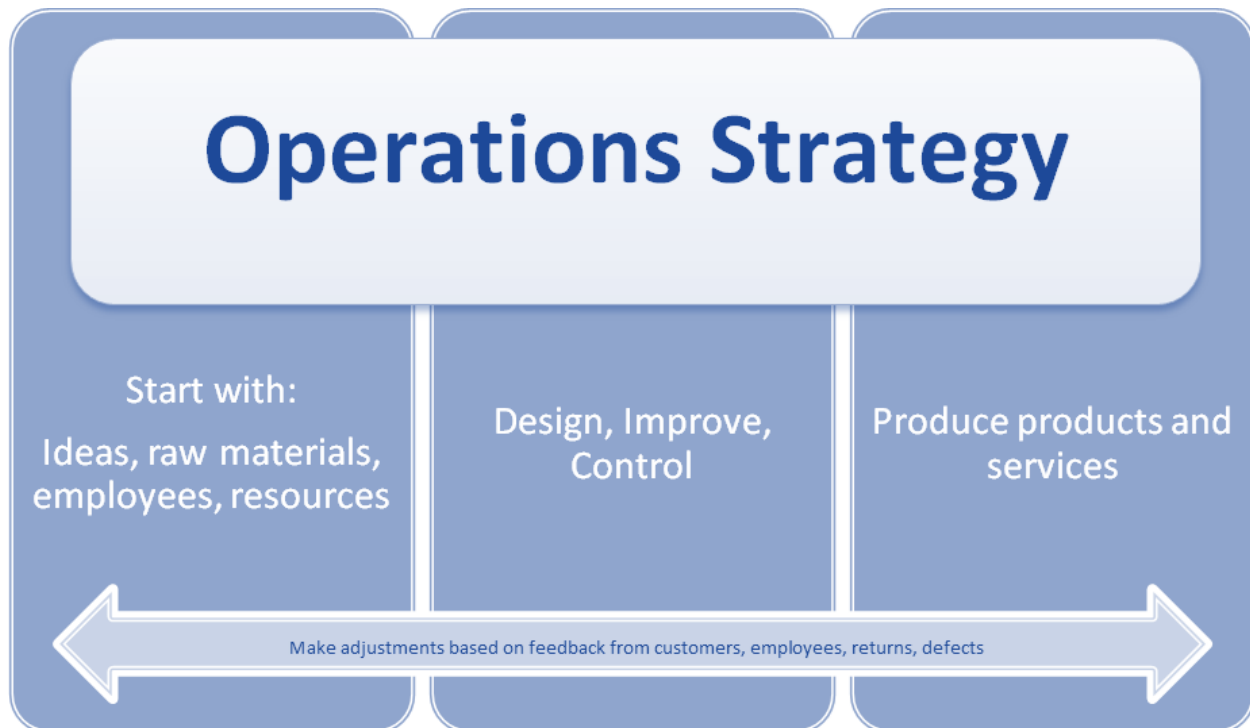 Operations Strategy
Start with:
Ideas, raw materials,
employees, resources
Design, Improve,
Control
Produce products and
services
Make adjustments based on feedback from customers, employees, returns, defects